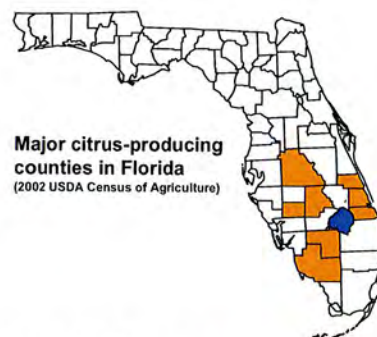 Major citrus-producing
counties in Florida
(2002 USDA Census of Agriculture)